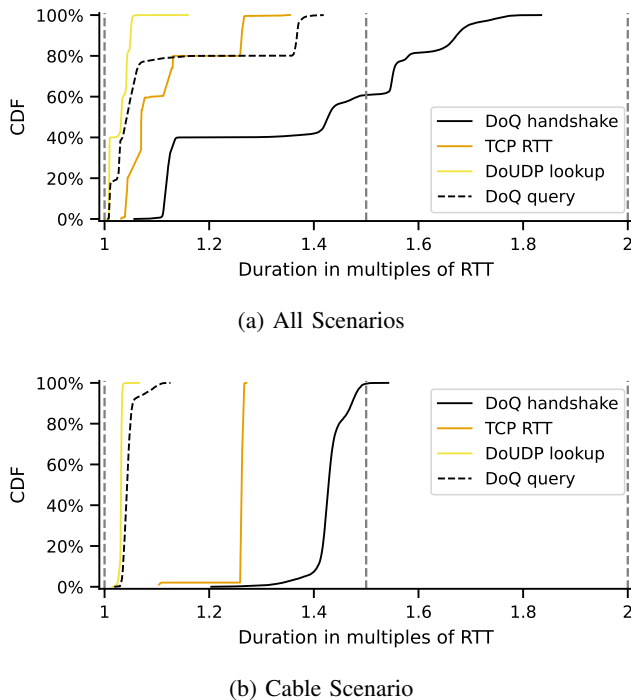 100%
80%
60%
40%
20%
0%
CDF
DoQ handshake
TCP RTT
DoUDP lookup
DoQ query
1 1.2 1.4 1.6 1.8 2
Duration in multiples of RTT
(a) All Scenarios
100%
80%
60%
40%
20%
0%
CDF
DoQ handshake
TCP RTT
DoUDP lookup
DoQ query
1 1.2 1.4 1.6 1.8 2
Duration in multiples of RTT
(b) Cable Scenario